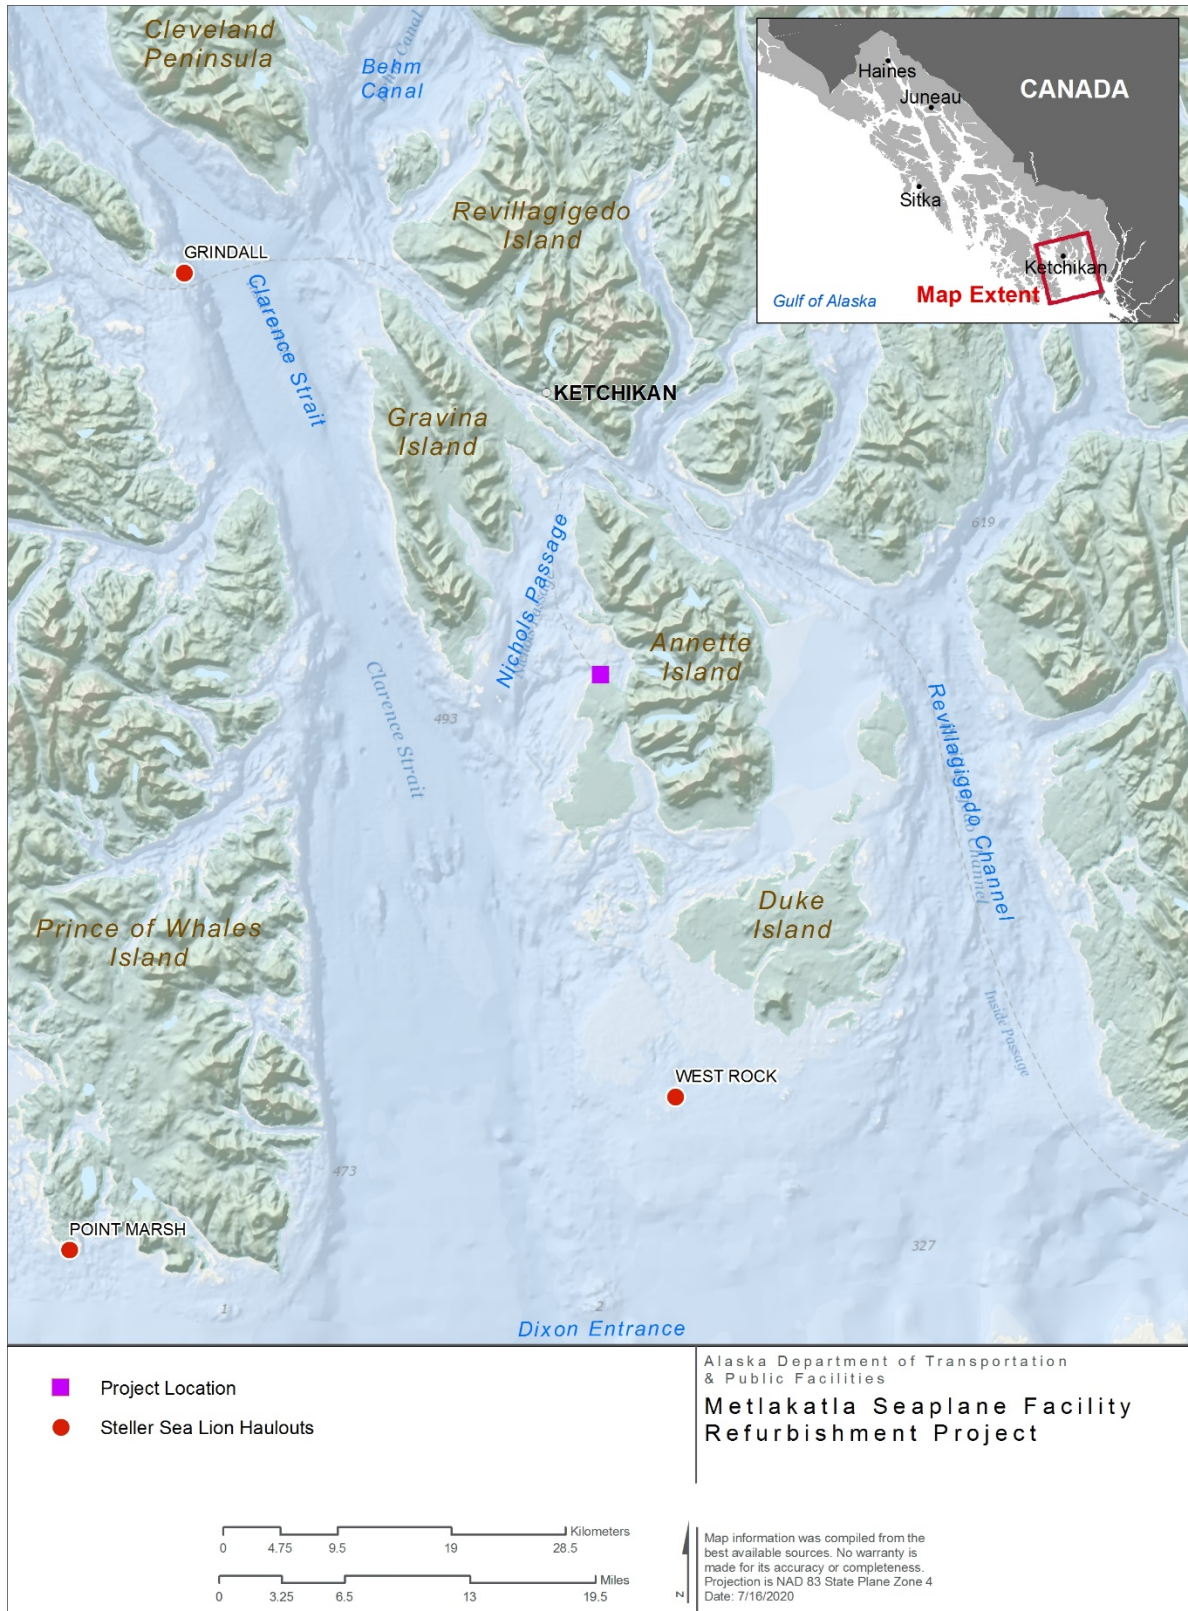 Cleveland
Peninsula
Behm
Canal
Canal
Haines
Juneau
CANADA
Sitka
Ketchikan
Gulf of Alaska
Map Extent
Revillagigedo
Island
GRINDALL
Clarence Strait
KETCHIKAN
Gravina
Island
619
Nichols Passage
Nichols Passage
Annette
Island
Clarence Strait
493
Revillagigedo Channel
Channel
Duke
Island
Prince of Whales
Island
Inside Passage
WEST ROCK
473
POINT MARSH
327
1
2
Dixon Entrance
Project Location
Steller Sea Lion Haulouts
Alaska Department of Transportation
& Public Facilities
Metlakatla Seaplane Facility
Refurbishment Project
Kilometers
0 4.75 9.5 19 28.5
Miles
0 3.25 6.5 13 19.5
N
Map information was compiled from the
best available sources. No warranty is
made for its accuracy or completeness.
Projection is NAD 83 State Plane Zone 4
Date: 7/16/2020